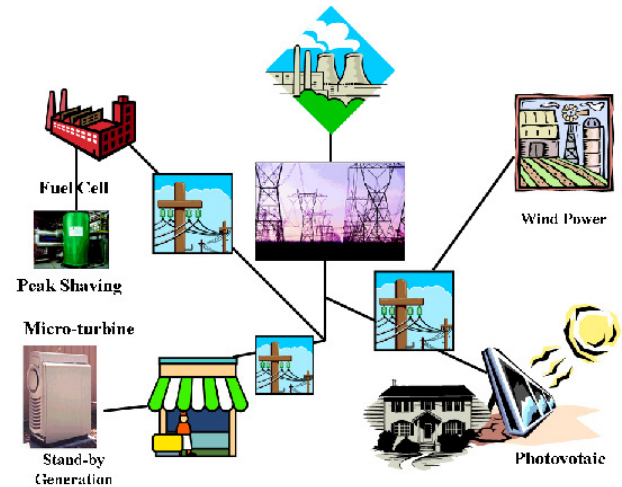 Fuel Cell
Wind Power
Peak Shaving
Micro-turbine
Stand-by
Generation
Photovotaic